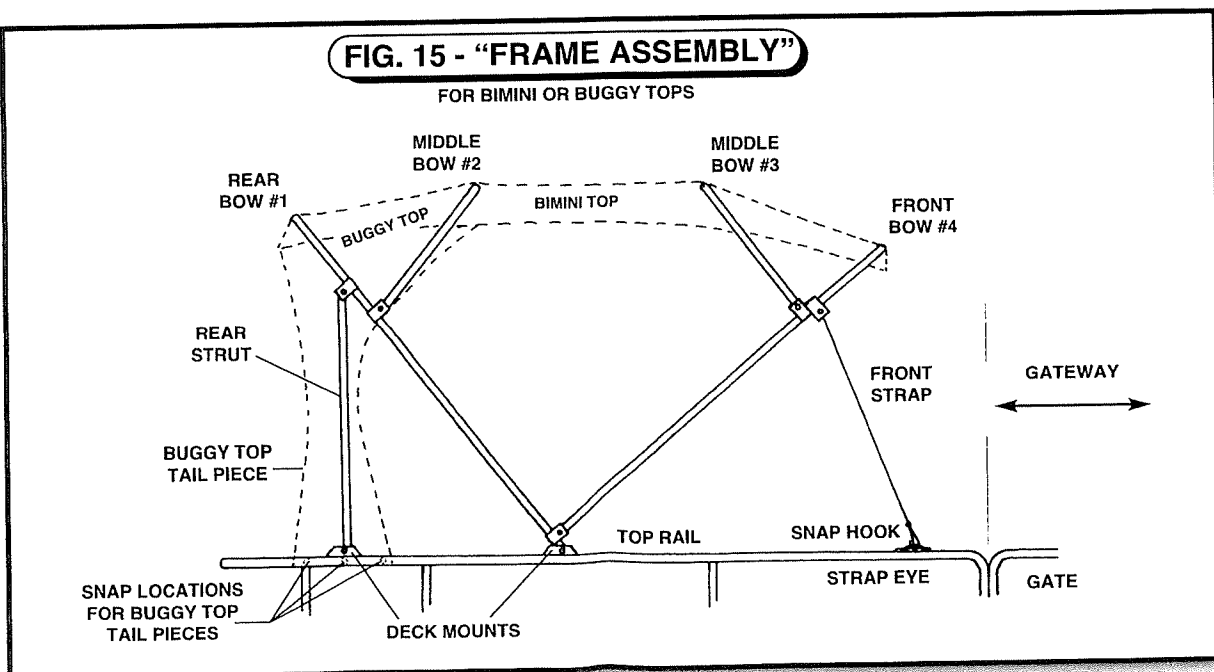 FIG. 15 - “FRAME ASSEMBLY”
FOR BIMINI OR BUGGY TOPS
MIDDLE
BOW #2
MIDDLE
BOW #3
REAR
BOW #1
FRONT
BOW #4
BUGGY TOP
BIMINI TOP
REAR
STRUT
FRONT
STRAP
GATEWAY
BUGGY TOP
TAIL PIECE
TOP RAIL
SNAP HOOK
STRAP EYE
GATE
SNAP LOCATIONS
FOR BUGGY TOP
TAIL PIECES
DECK MOUNTS